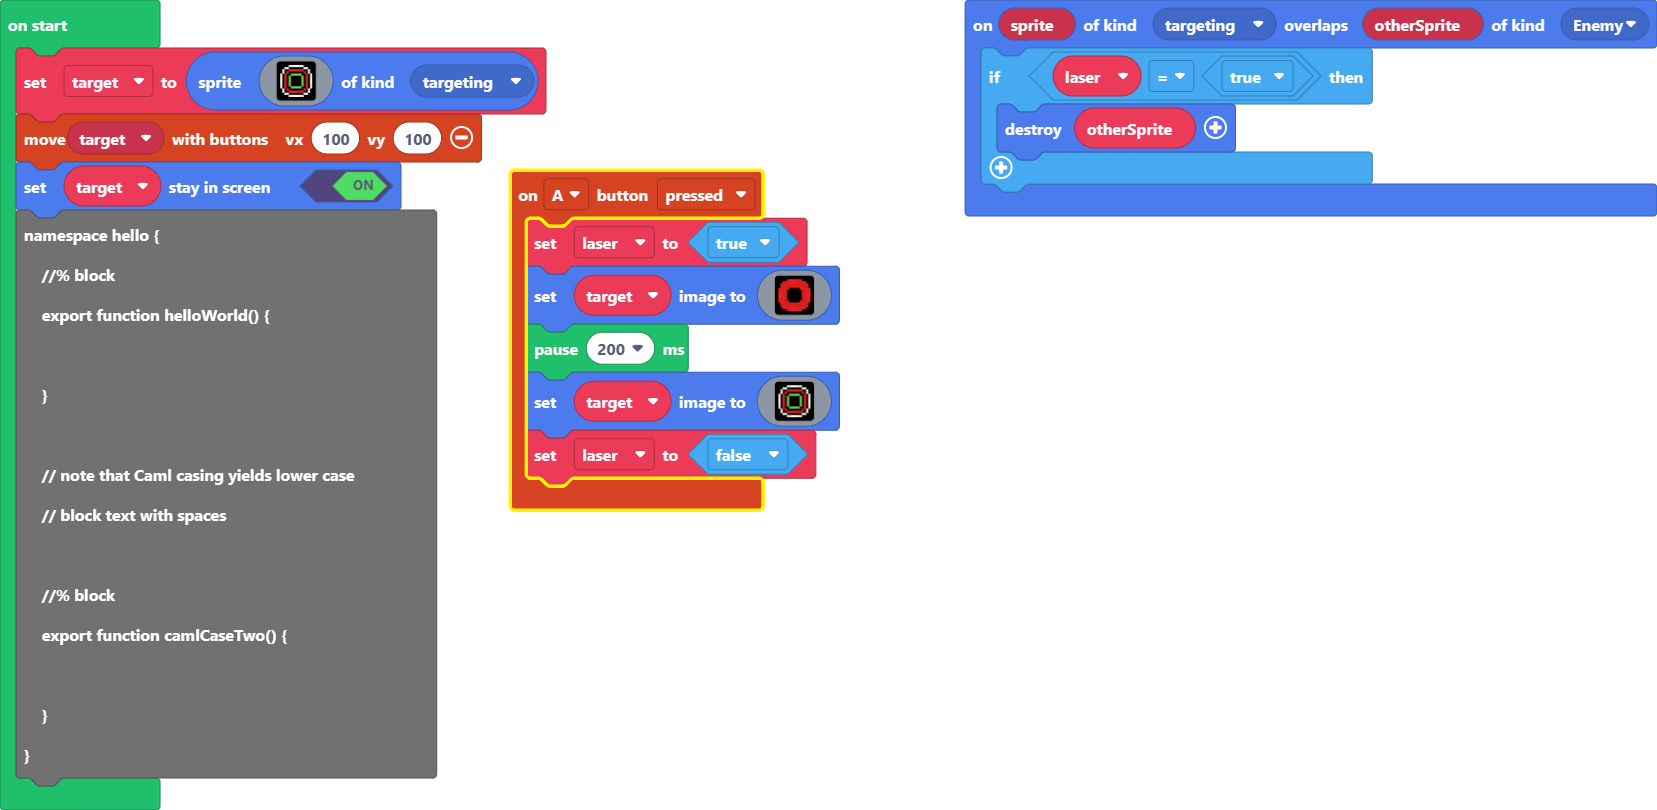 on start
set target to sprite of kind targeting
move target with buttons vx 100 vy 100
set target stay in screen ON
namespace hello {
//% block
export function helloWorld() {
}
// note that Caml casing yields lower case
// block text with spaces
//% block
export function camlCaseTwo() {
}
}
on A button pressed
set laser to true
set target image to
pause 200 ms
set target image to
set laser to false
on sprite of kind targeting overlaps otherSprite of kind Enemy
if laser = true then
destroy otherSprite